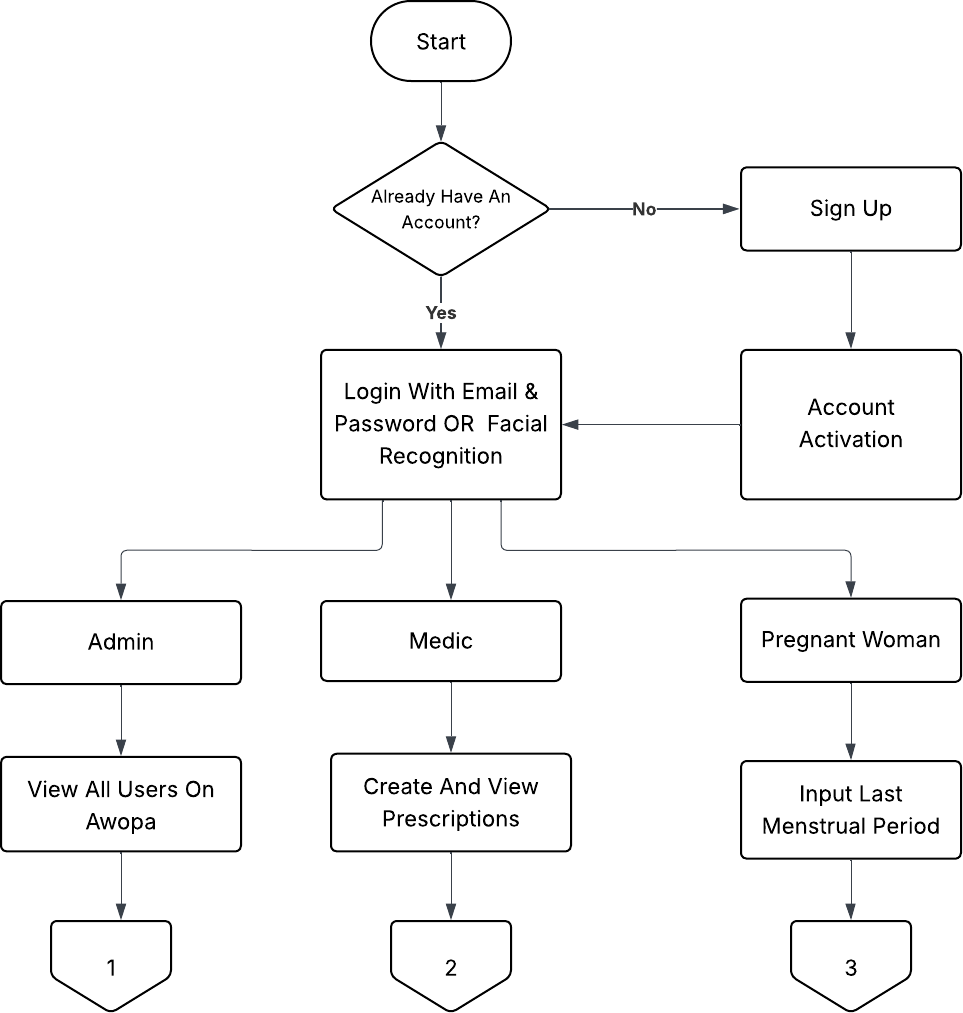 Start
Already Have An
Account?
No
Sign Up
Yes
Login With Email &
Password OR  Facial
Recognition
Account
Activation
Admin
Medic
Pregnant Woman
View All Users On
Awopa
Create And View
Prescriptions
Input Last
Menstrual Period
1
2
3